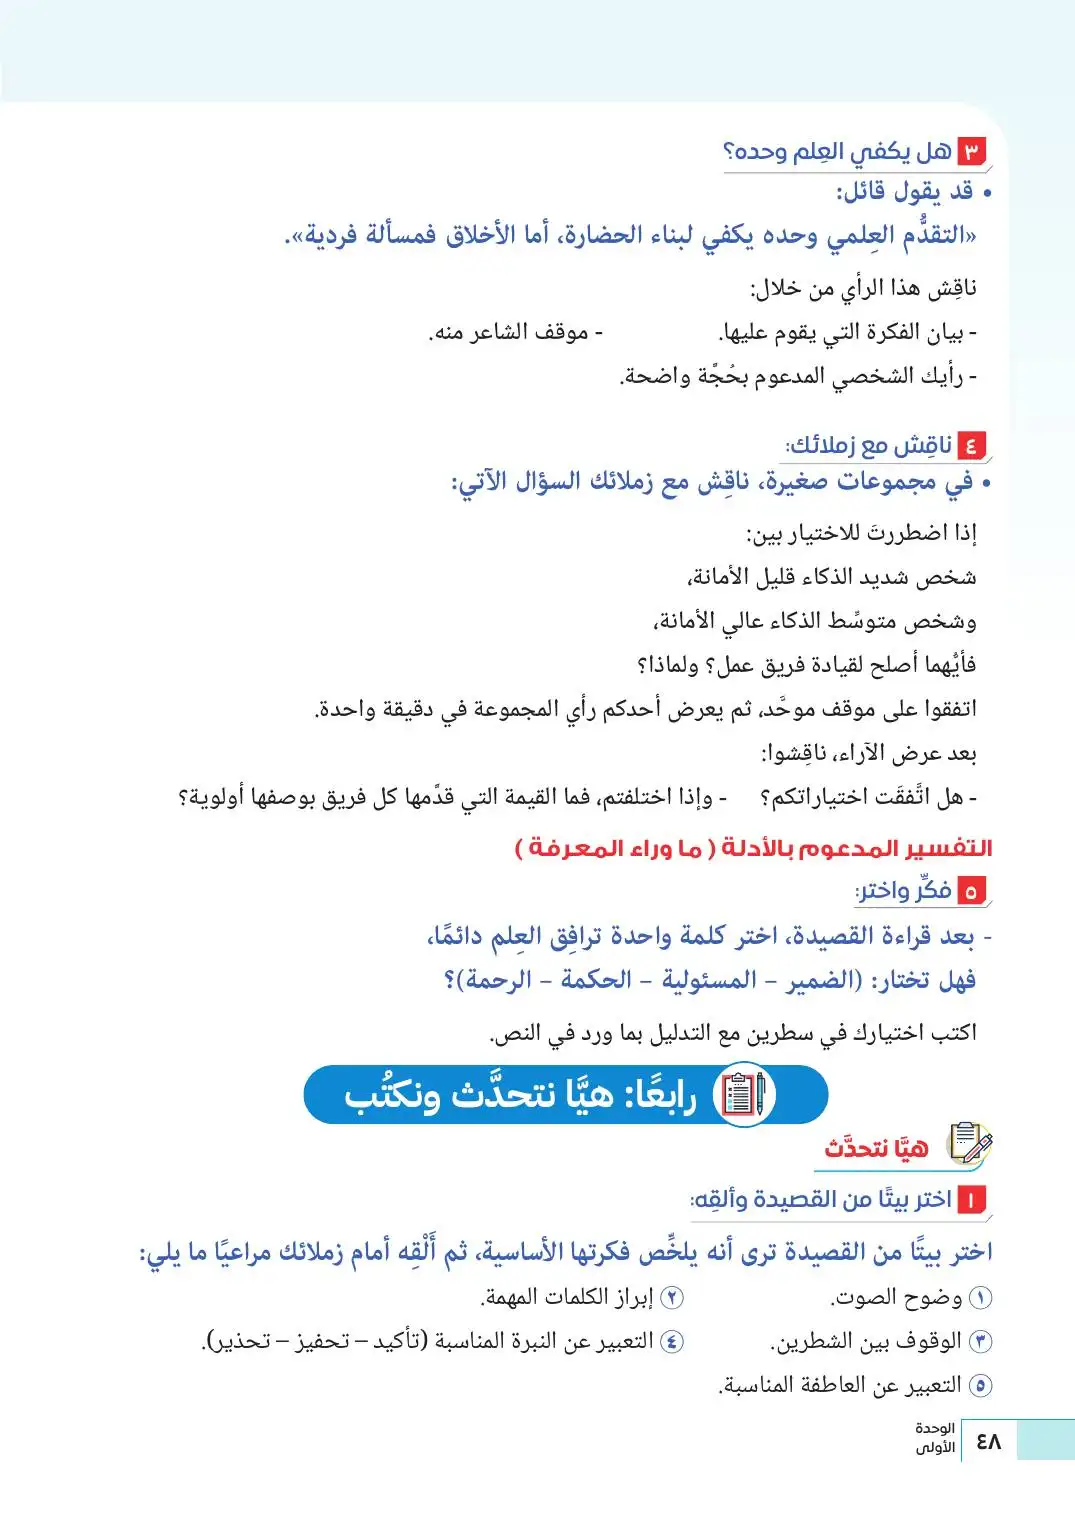 ٣ هل يكفي العِلم وحده؟
• قد يقول قائل:
«التقدُّم العِلمي وحده يكفي لبناء الحضارة، أما الأخلاق فمسألة فردية».
ناقِش هذا الرأي من خلال:
- بيان الفكرة التي يقوم عليها. - موقف الشاعر منه.
- رأيك الشخصي المدعوم بحُجَّة واضحة.
٤ ناقِش مع زملائك:
• في مجموعات صغيرة، ناقِش مع زملائك السؤال الآتي:
إذا اضطررتَ للاختيار بين:
شخص شديد الذكاء قليل الأمانة،
وشخص متوسِّط الذكاء عالي الأمانة،
فأيُّهما أصلح لقيادة فريق عمل؟ ولماذا؟
اتفقوا على موقف موحَّد، ثم يعرض أحدكم رأي المجموعة في دقيقة واحدة.
بعد عرض الآراء، ناقِشوا:
- هل اتَّفقَت اختياراتكم؟ - وإذا اختلفتم، فما القيمة التي قدَّمها كل فريق بوصفها أولوية؟
التفسير المدعوم بالأدلة ( ما وراء المعرفة )
٥ فكِّر واختر:
- بعد قراءة القصيدة، اختر كلمة واحدة ترافِق العِلم دائمًا،
فهل تختار: (الضمير – المسئولية – الحكمة – الرحمة)؟
اكتب اختيارك في سطرين مع التدليل بما ورد في النص.
رابعًا: هيَّا نتحدَّث ونكتُب
هيَّا نتحدَّث
١ اختر بيتًا من القصيدة وألقِه:
اختر بيتًا من القصيدة ترى أنه يلخِّص فكرتها الأساسية، ثم أَلْقِه أمام زملائك مراعيًا ما يلي:
١ وضوح الصوت. ٢ إبراز الكلمات المهمة.
٣ الوقوف بين الشطرين. ٤ التعبير عن النبرة المناسبة (تأكيد – تحفيز – تحذير).
٥ التعبير عن العاطفة المناسبة.
٤٨ الوحدة
الأولى